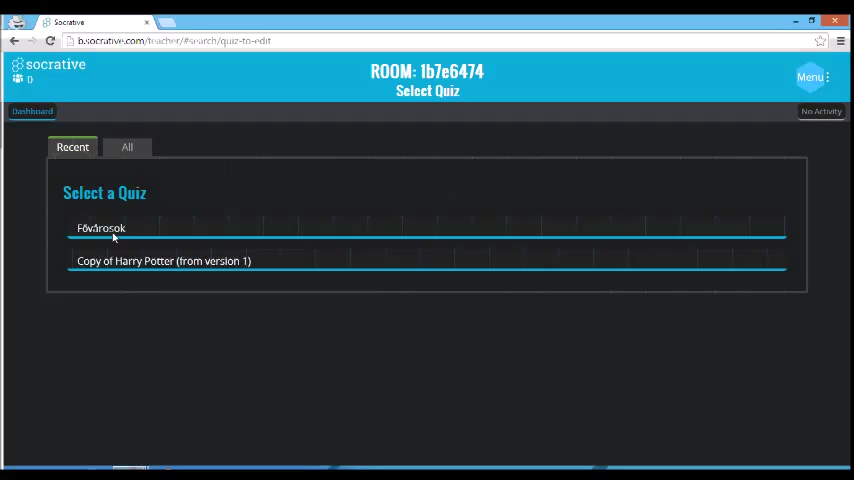 Socrative
b.socrative.com/teacher/#search/quiz-to-edit
socrative
0
ROOM: 1b7e6474
Select Quiz
Menu
Dashboard
No Activity
Recent
All
Select a Quiz
Fővárosok
Copy of Harry Potter (from version 1)